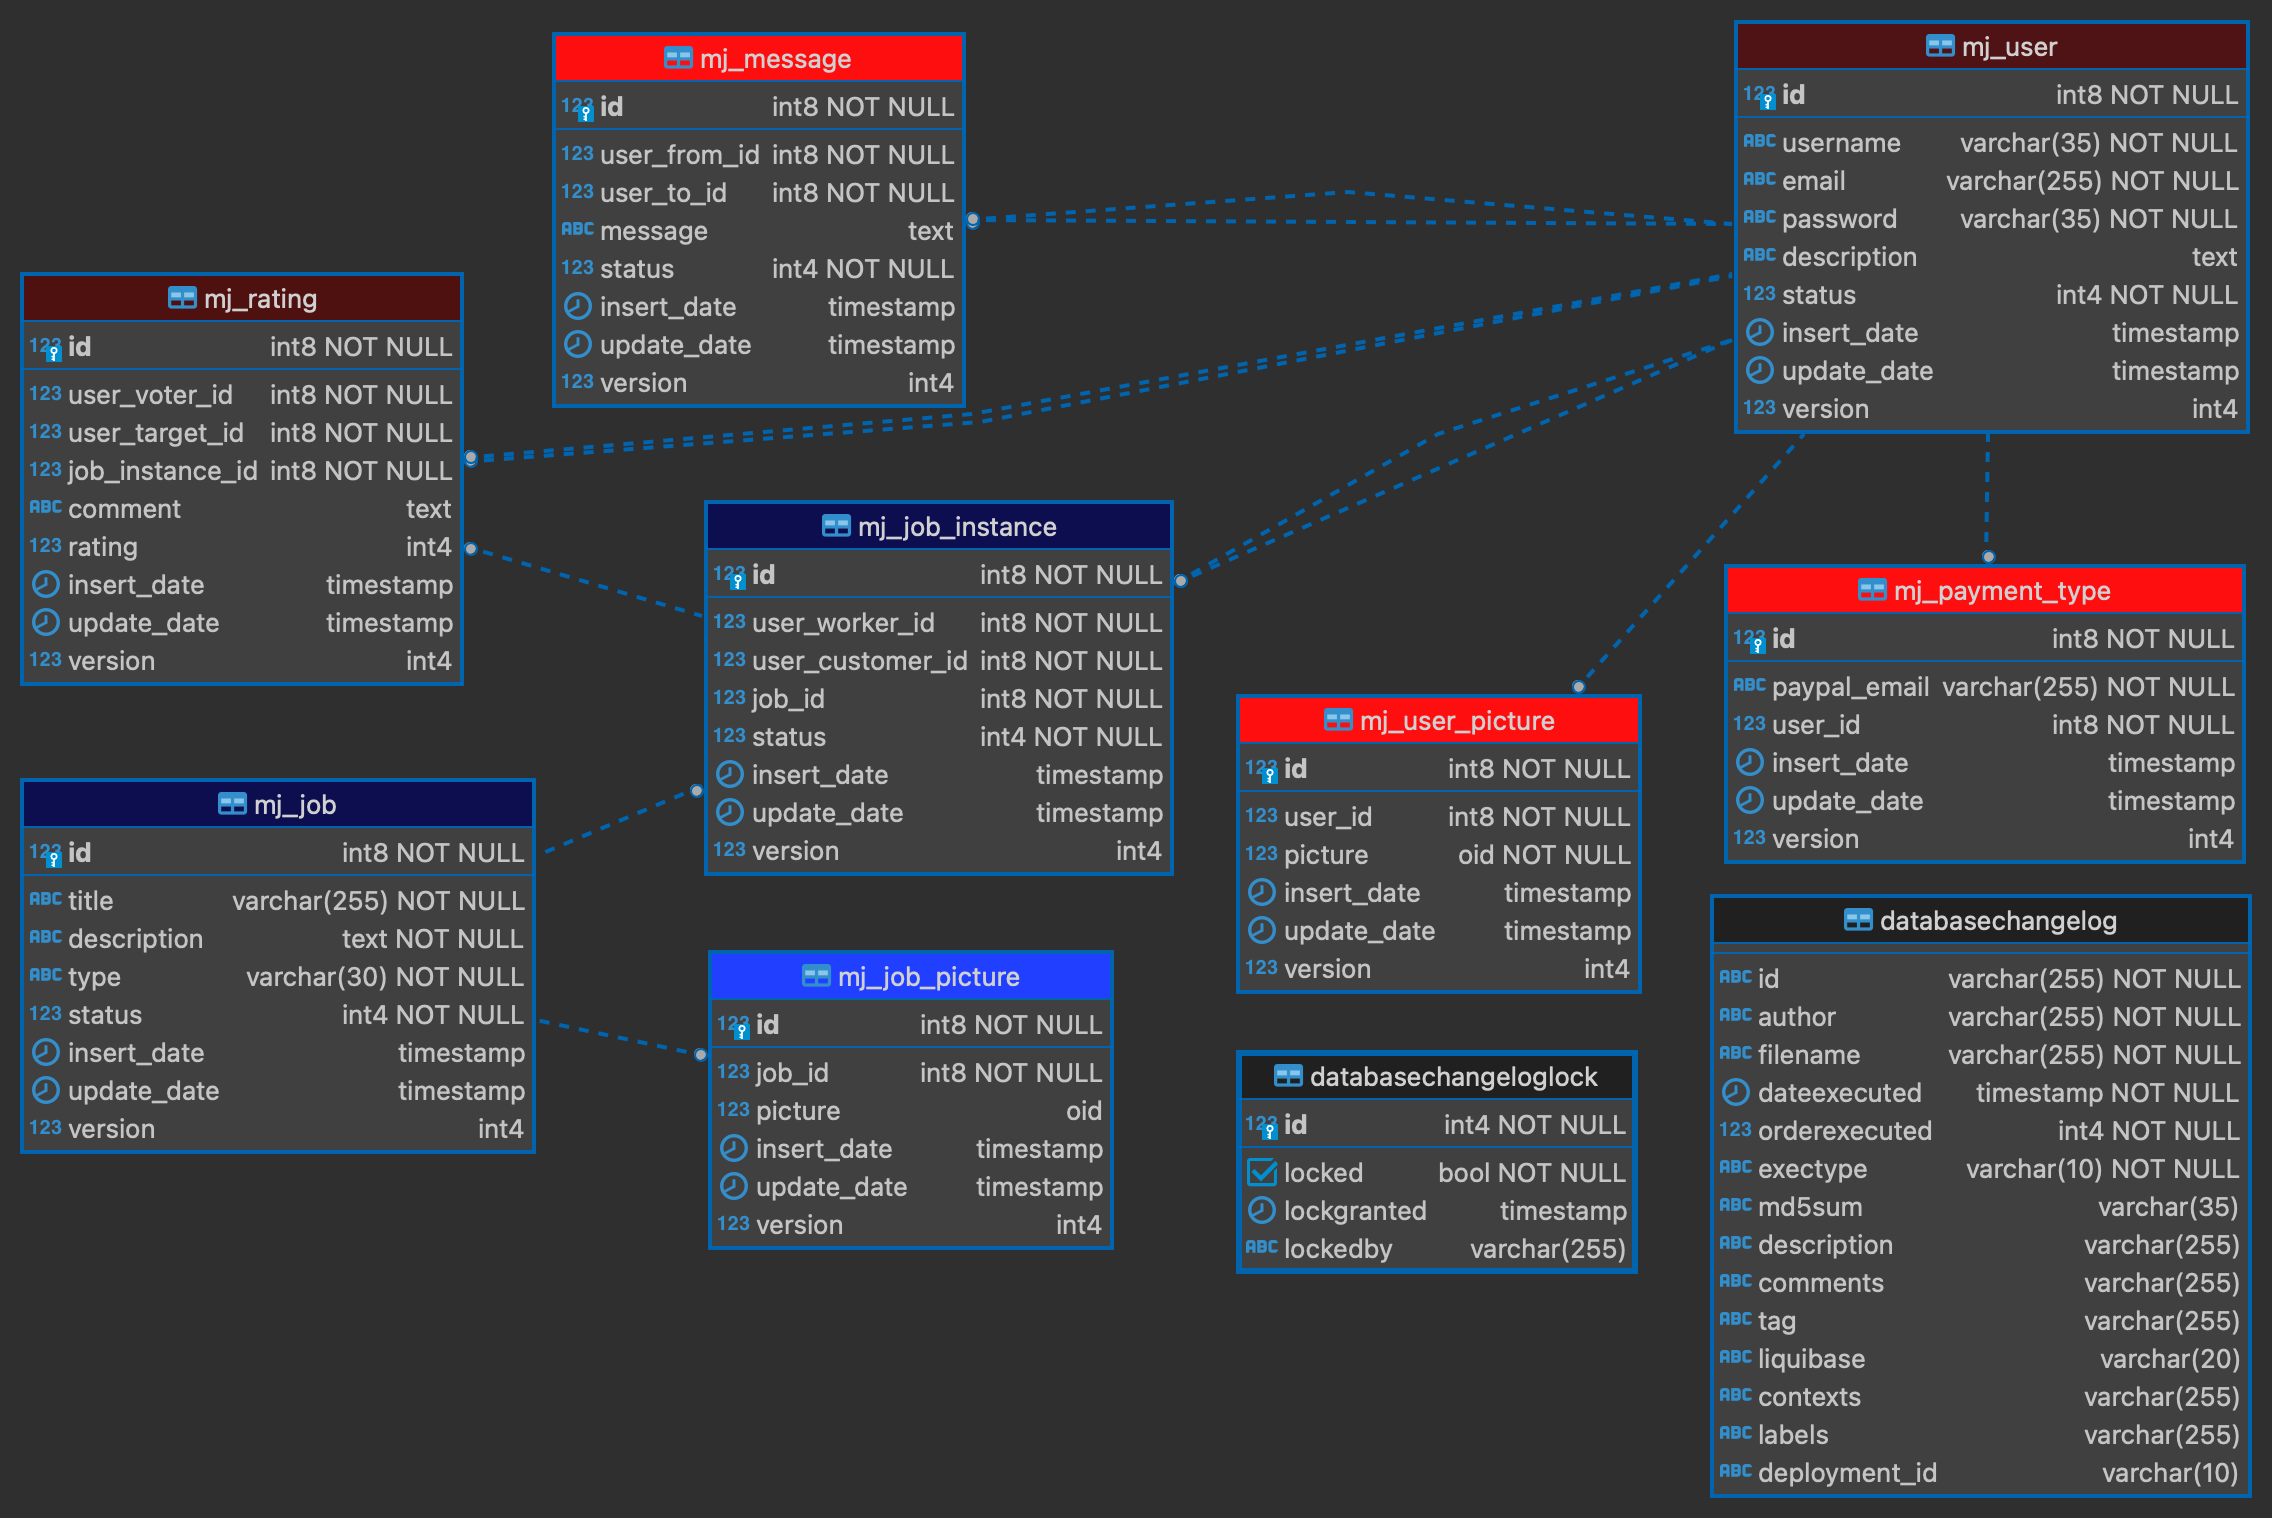 mj_message
123 id int8 NOT NULL
123 user_from_id int8 NOT NULL
123 user_to_id int8 NOT NULL
ABC message text
123 status int4 NOT NULL
insert_date timestamp
update_date timestamp
123 version int4
mj_user
123 id int8 NOT NULL
ABC username varchar(35) NOT NULL
ABC email varchar(255) NOT NULL
ABC password varchar(35) NOT NULL
ABC description text
123 status int4 NOT NULL
insert_date timestamp
update_date timestamp
123 version int4
mj_rating
123 id int8 NOT NULL
123 user_voter_id int8 NOT NULL
123 user_target_id int8 NOT NULL
123 job_instance_id int8 NOT NULL
ABC comment text
123 rating int4
insert_date timestamp
update_date timestamp
123 version int4
mj_job_instance
123 id int8 NOT NULL
123 user_worker_id int8 NOT NULL
123 user_customer_id int8 NOT NULL
123 job_id int8 NOT NULL
123 status int4 NOT NULL
insert_date timestamp
update_date timestamp
123 version int4
mj_payment_type
123 id int8 NOT NULL
ABC paypal_email varchar(255) NOT NULL
123 user_id int8 NOT NULL
insert_date timestamp
update_date timestamp
123 version int4
mj_user_picture
123 id int8 NOT NULL
123 user_id int8 NOT NULL
123 picture oid NOT NULL
insert_date timestamp
update_date timestamp
123 version int4
mj_job
123 id int8 NOT NULL
ABC title varchar(255) NOT NULL
ABC description text NOT NULL
ABC type varchar(30) NOT NULL
123 status int4 NOT NULL
insert_date timestamp
update_date timestamp
123 version int4
mj_job_picture
123 id int8 NOT NULL
123 job_id int8 NOT NULL
123 picture oid
insert_date timestamp
update_date timestamp
123 version int4
databasechangeloglock
123 id int4 NOT NULL
locked bool NOT NULL
lockgranted timestamp
ABC lockedby varchar(255)
databasechangelog
ABC id varchar(255) NOT NULL
ABC author varchar(255) NOT NULL
ABC filename varchar(255) NOT NULL
dateexecuted timestamp NOT NULL
123 orderexecuted int4 NOT NULL
ABC exectype varchar(10) NOT NULL
ABC md5sum varchar(35)
ABC description varchar(255)
ABC comments varchar(255)
ABC tag varchar(255)
ABC liquibase varchar(20)
ABC contexts varchar(255)
ABC labels varchar(255)
ABC deployment_id varchar(10)